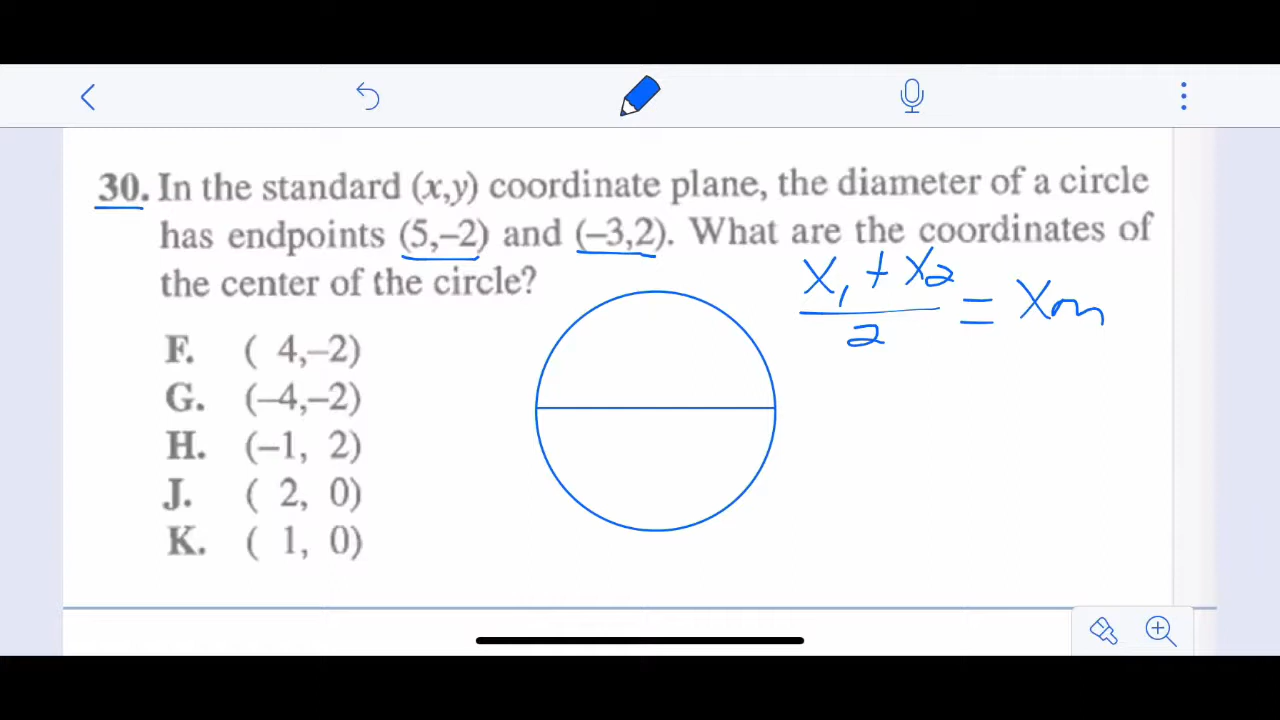 30. In the standard (x,y) coordinate plane, the diameter of a circle
has endpoints (5,–2) and (–3,2). What are the coordinates of
the center of the circle?
x₁ + x₂
2
= xm
F. ( 4,–2)
G. (–4,–2)
H. (–1, 2)
J. ( 2, 0)
K. ( 1, 0)